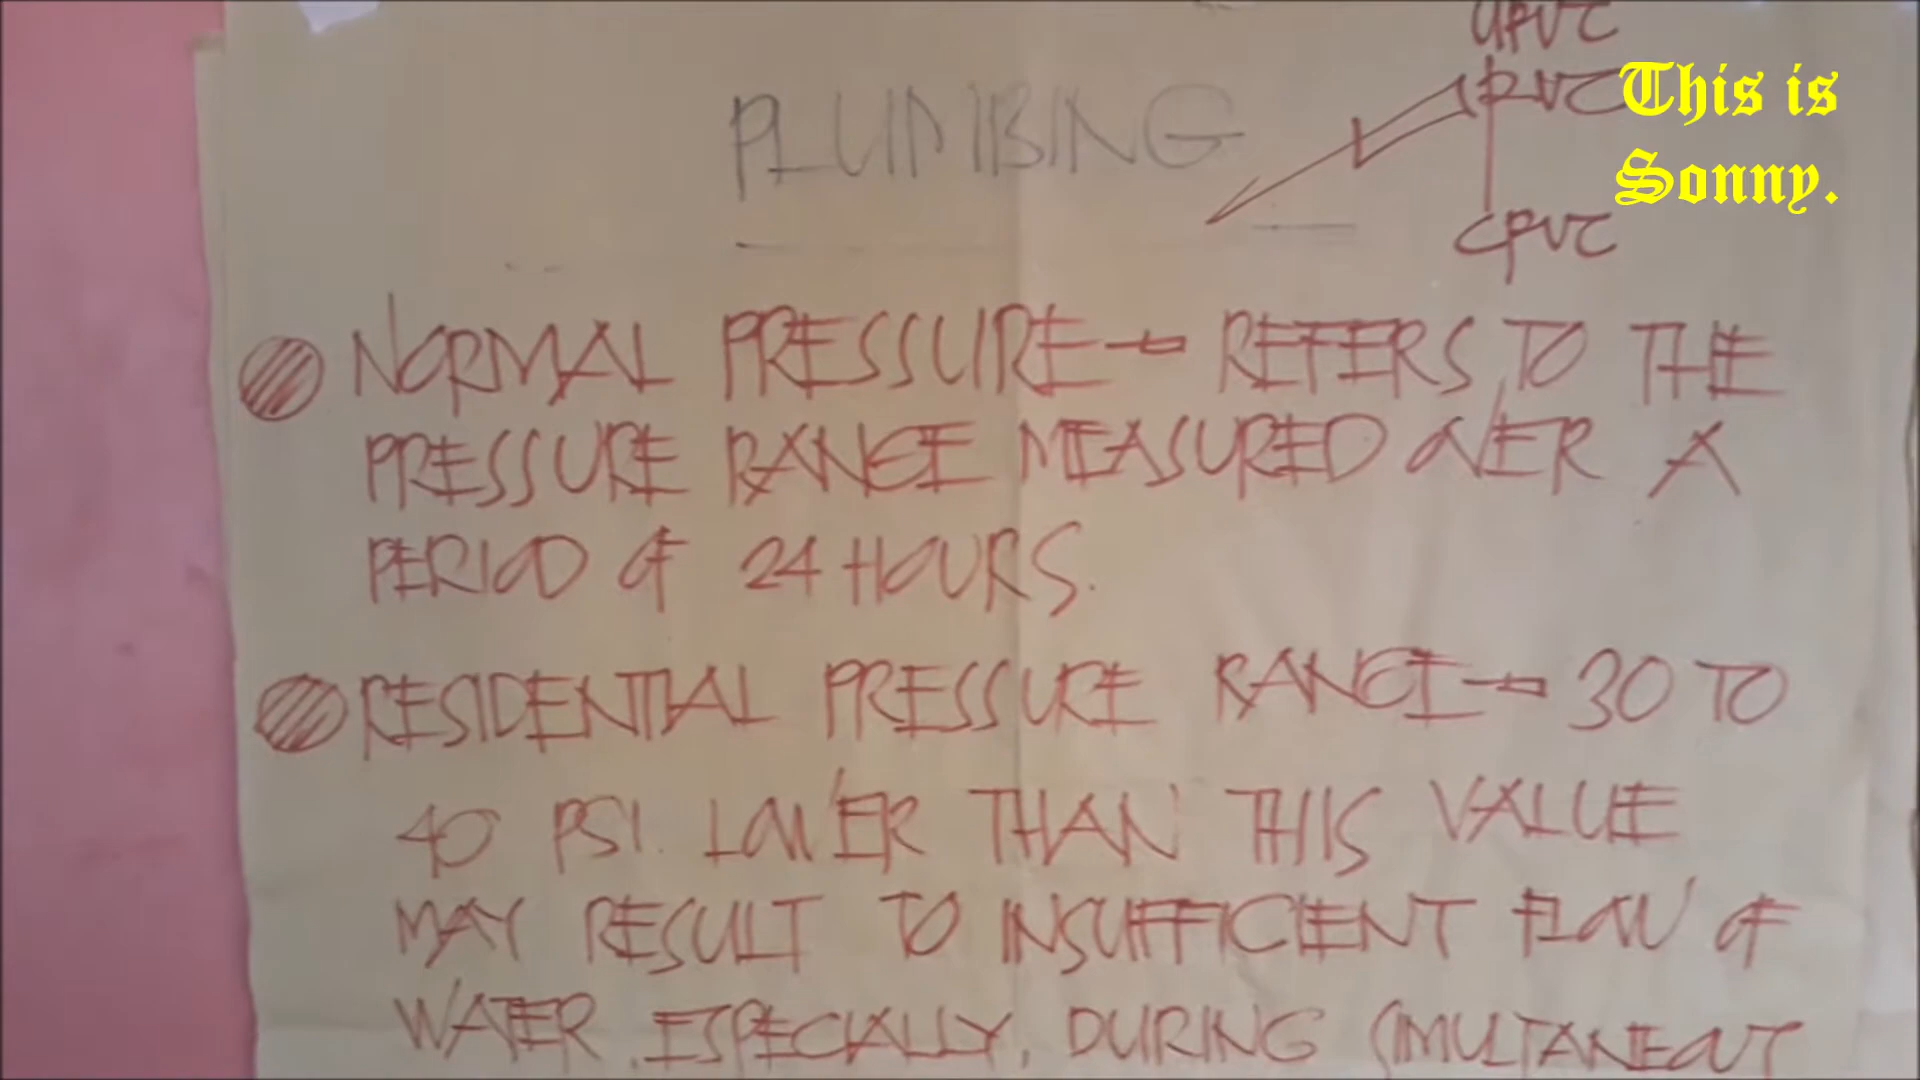 UPVC
PVC
CPVC
This is
Sonny.
PLUMBING
NORMAL PRESSURE → REFERS TO THE
PRESSURE RANGE MEASURED OVER A
PERIOD OF 24 HOURS.
RESIDENTIAL PRESSURE RANGE → 30 TO
40 PSI. LOWER THAN THIS VALUE
MAY RESULT TO INSUFFICIENT FLOW OF
WATER, ESPECIALLY, DURING SIMULTANEOUT